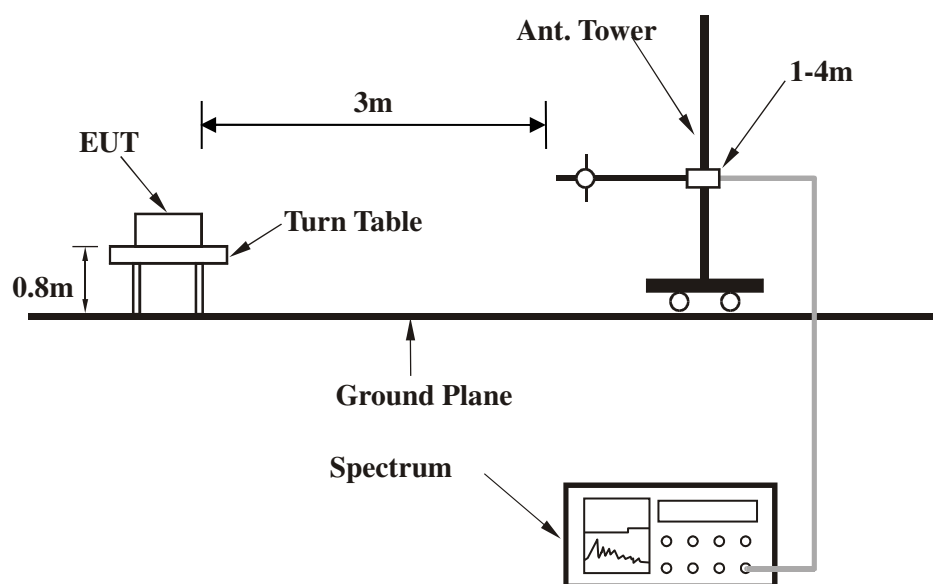 Ant. Tower
1-4m
3m
EUT
Turn Table
0.8m
Ground Plane
Spectrum